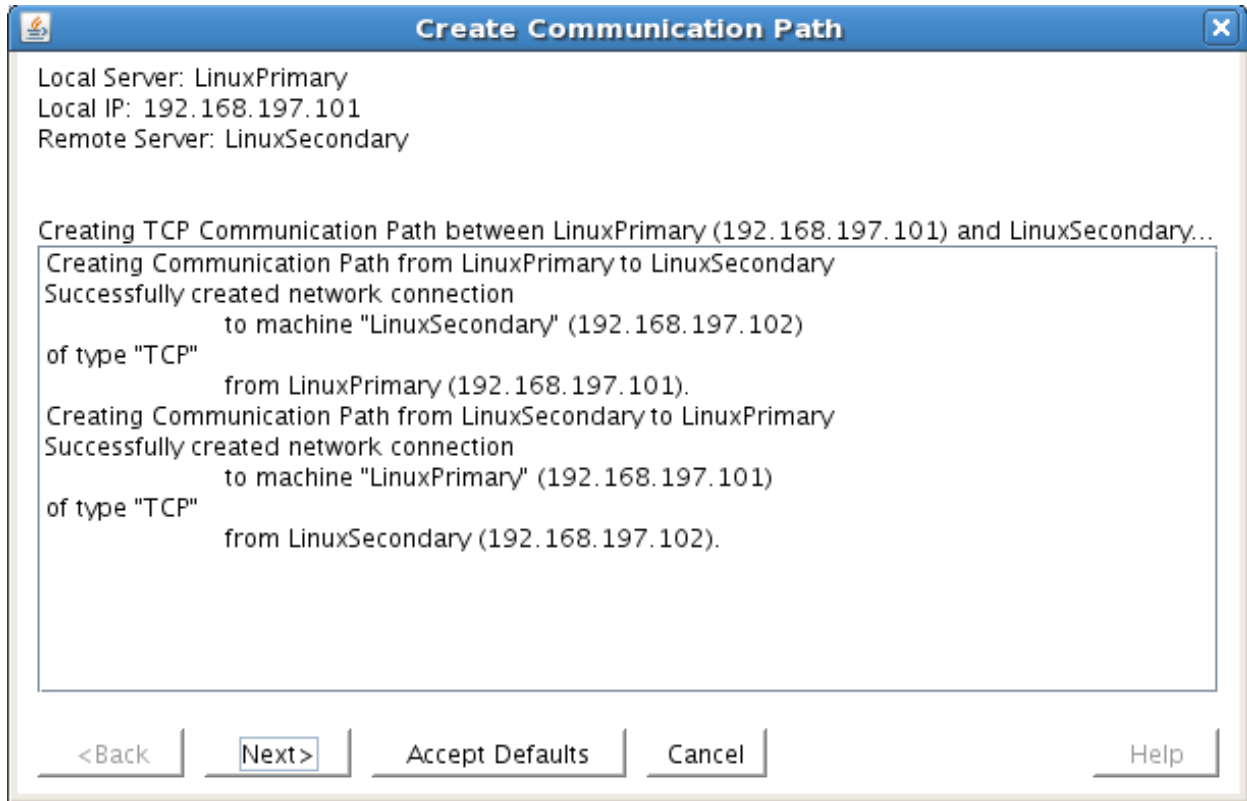 Create Communication Path
Local Server: LinuxPrimary
Local IP: 192.168.197.101
Remote Server: LinuxSecondary
Creating TCP Communication Path between LinuxPrimary (192.168.197.101) and LinuxSecondary...
Creating Communication Path from LinuxPrimary to LinuxSecondary
Successfully created network connection
to machine "LinuxSecondary" (192.168.197.102)
of type "TCP"
from LinuxPrimary (192.168.197.101).
Creating Communication Path from LinuxSecondary to LinuxPrimary
Successfully created network connection
to machine "LinuxPrimary" (192.168.197.101)
of type "TCP"
from LinuxSecondary (192.168.197.102).
<Back Next> Accept Defaults Cancel Help